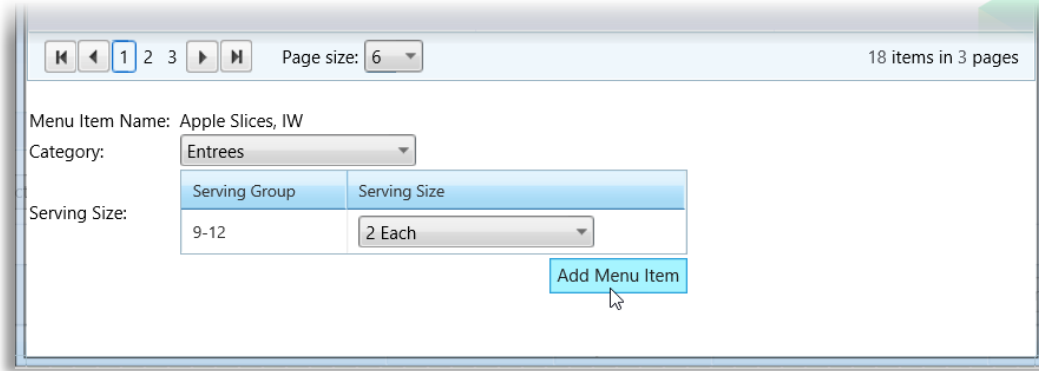 1 2 3 Page size: 6 18 items in 3 pages
Menu Item Name: Apple Slices, IW
Category: Entrees
Serving Group Serving Size
Serving Size:
9-12 2 Each
Add Menu Item